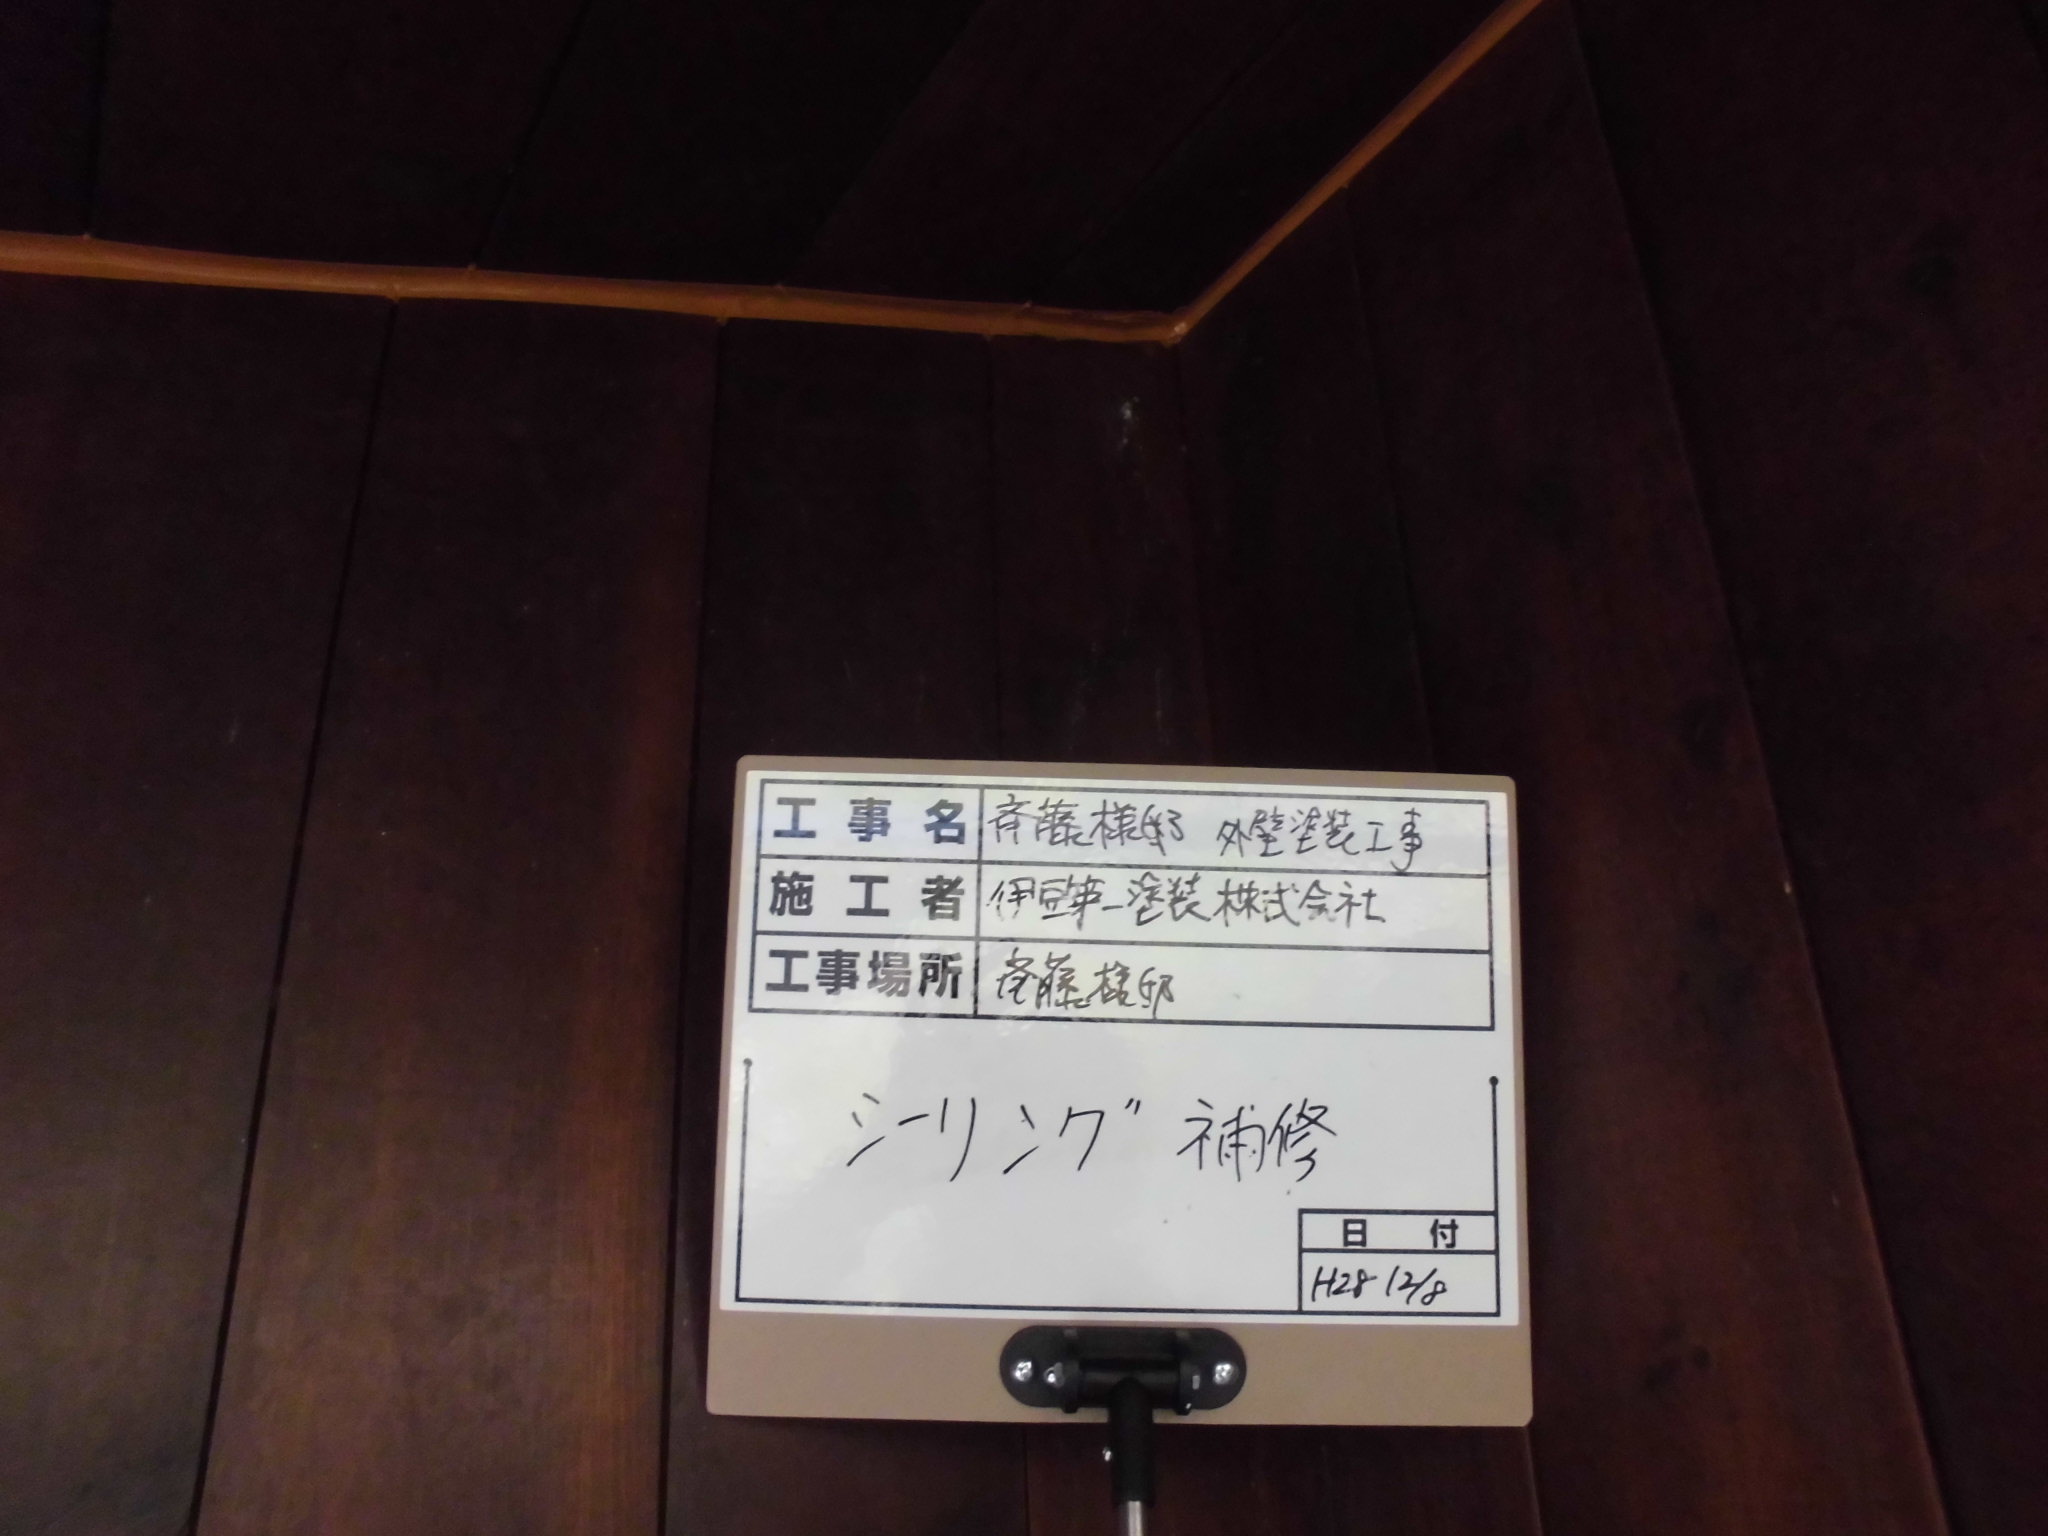 工事名 斉藤様邸 外壁塗装工事
施工者 伊豆第一塗装株式会社
工事場所 斉藤様邸
シーリング補修
日付
H28 12/8